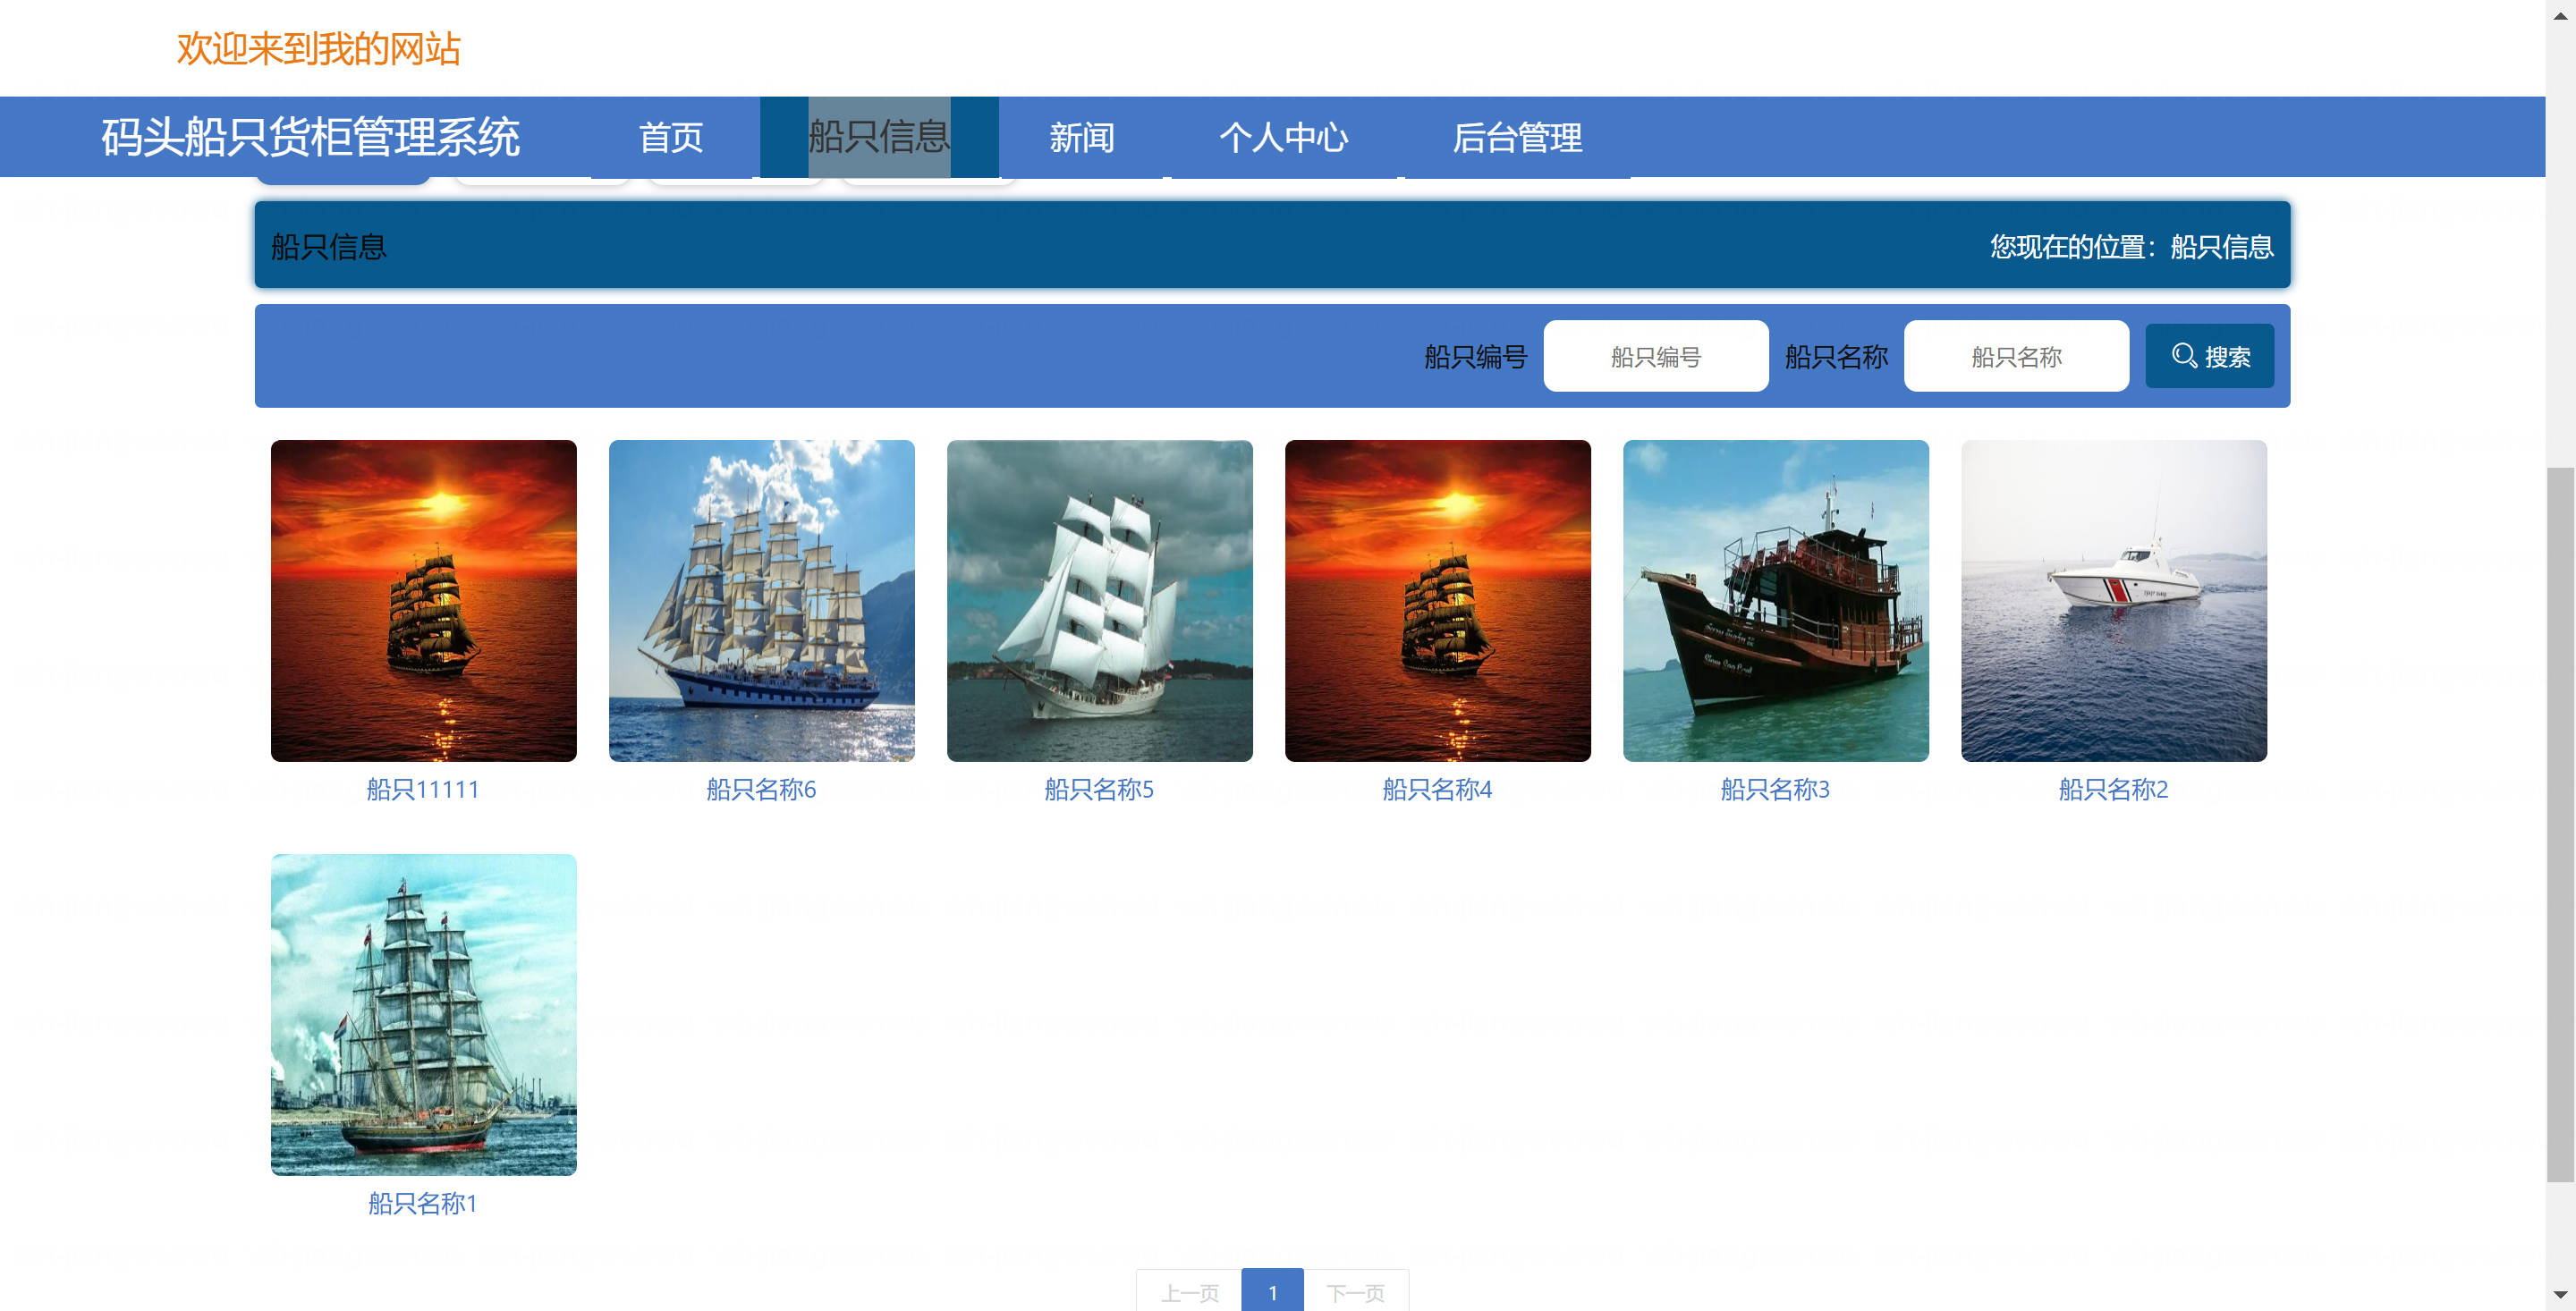 欢迎来到我的网站
码头船只货柜管理系统 首页 船只信息 新闻 个人中心 后台管理
船只信息 您现在的位置：船只信息
船只编号 船只编号 船只名称 船只名称 搜索
船只11111 船只名称6 船只名称5 船只名称4 船只名称3 船只名称2
船只名称1
上一页 1 下一页